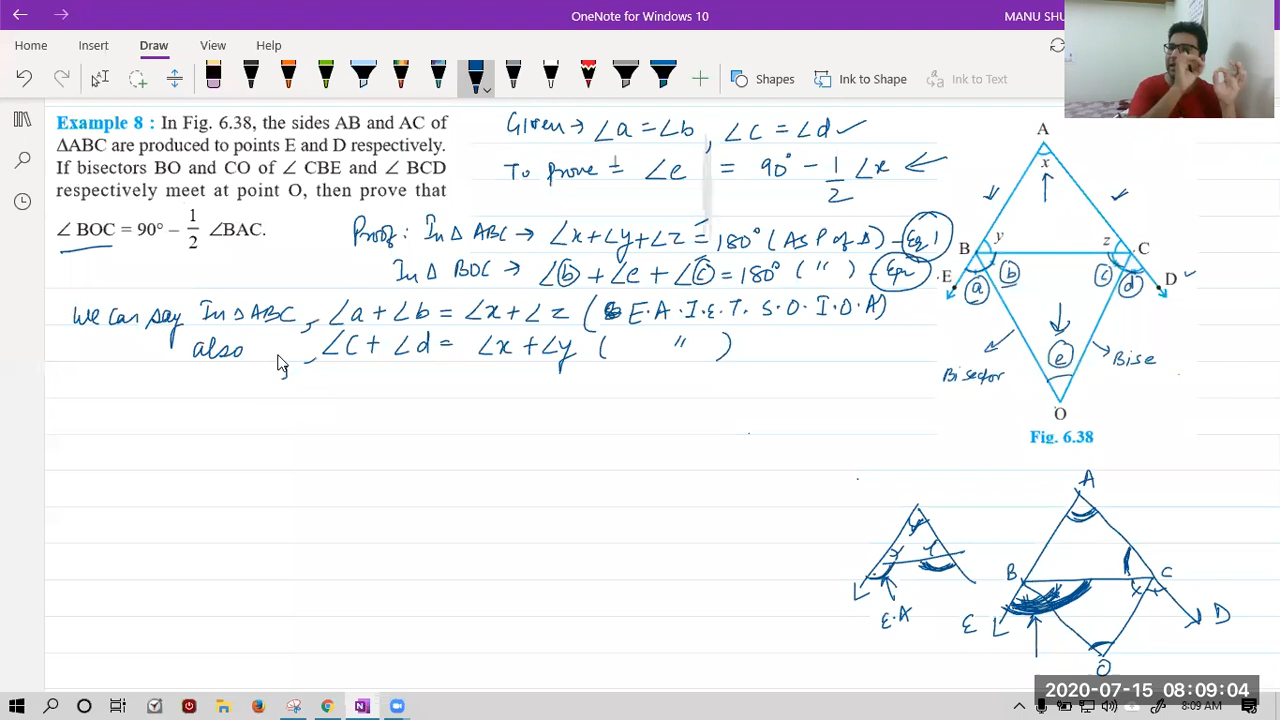 OneNote for Windows 10
MANU SHU
Home Insert Draw View Help
Shapes Ink to Shape Ink to Text
Example 8 : In Fig. 6.38, the sides AB and AC of
ΔABC are produced to points E and D respectively.
If bisectors BO and CO of ∠ CBE and ∠ BCD
respectively meet at point O, then prove that
∠ BOC = 90° – 1/2 ∠BAC.
Given → ∠a = ∠b , ∠c = ∠d ✓
To prove ÷ ∠e = 90° - 1/2 ∠x ←
Proof: In Δ ABC → ∠x + ∠y + ∠z = 180° (ASP of Δ) - Eq 1
In Δ BOC → ∠b + ∠e + ∠c = 180° ( " ) -
We can say In Δ ABC , ∠a + ∠b = ∠x + ∠z ( E.A.I.E.T. S.O.I.O.A)
also , ∠c + ∠d = ∠x + ∠y ( " )
A
x
B y z C
E a b c d D
e
Bisector Bise
O
Fig. 6.38
A
B C
E D
O
E.A
2020-07-15 08:09:04
8:09 AM